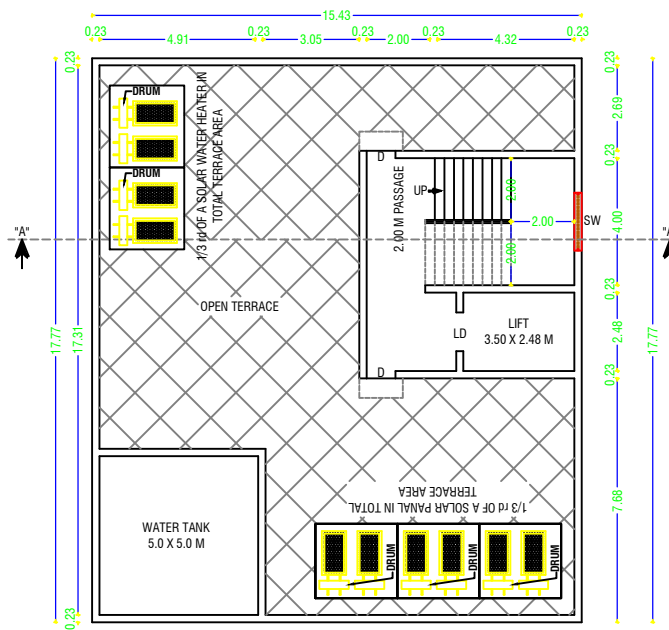 15.43
0.23
4.91
0.23
3.05
0.23
2.00
0.23
4.32
0.23
DRUM
DRUM
1/3 rd OF A SOLAR WATER HEATER IN
TOTAL TERRACE AREA
0.23
17.77
17.31
0.23
"A"
D
2.00 M PASSAGE
UP
2.00
2.00
2.00
SW
OPEN TERRACE
LD
LIFT
3.50 X 2.48 M
D
0.23
2.69
0.23
4.00
0.23
2.48
0.23
7.68
17.77
"A
1/3 rd OF A SOLAR PANAL IN TOTAL
TERRACE AREA
WATER TANK
5.0 X 5.0 M
DRUM
DRUM
DRUM